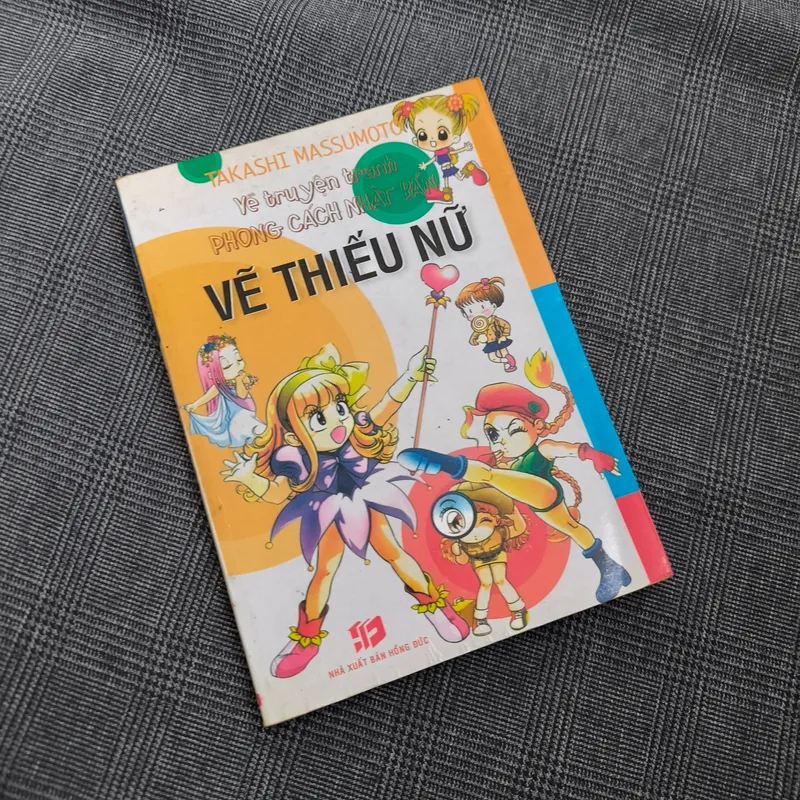 TAKASHI MASSUMOTO
Vẽ truyện tranh
PHONG CÁCH NHẬT BẢN
VẼ THIẾU NỮ
NHÀ XUẤT BẢN HỒNG ĐỨC